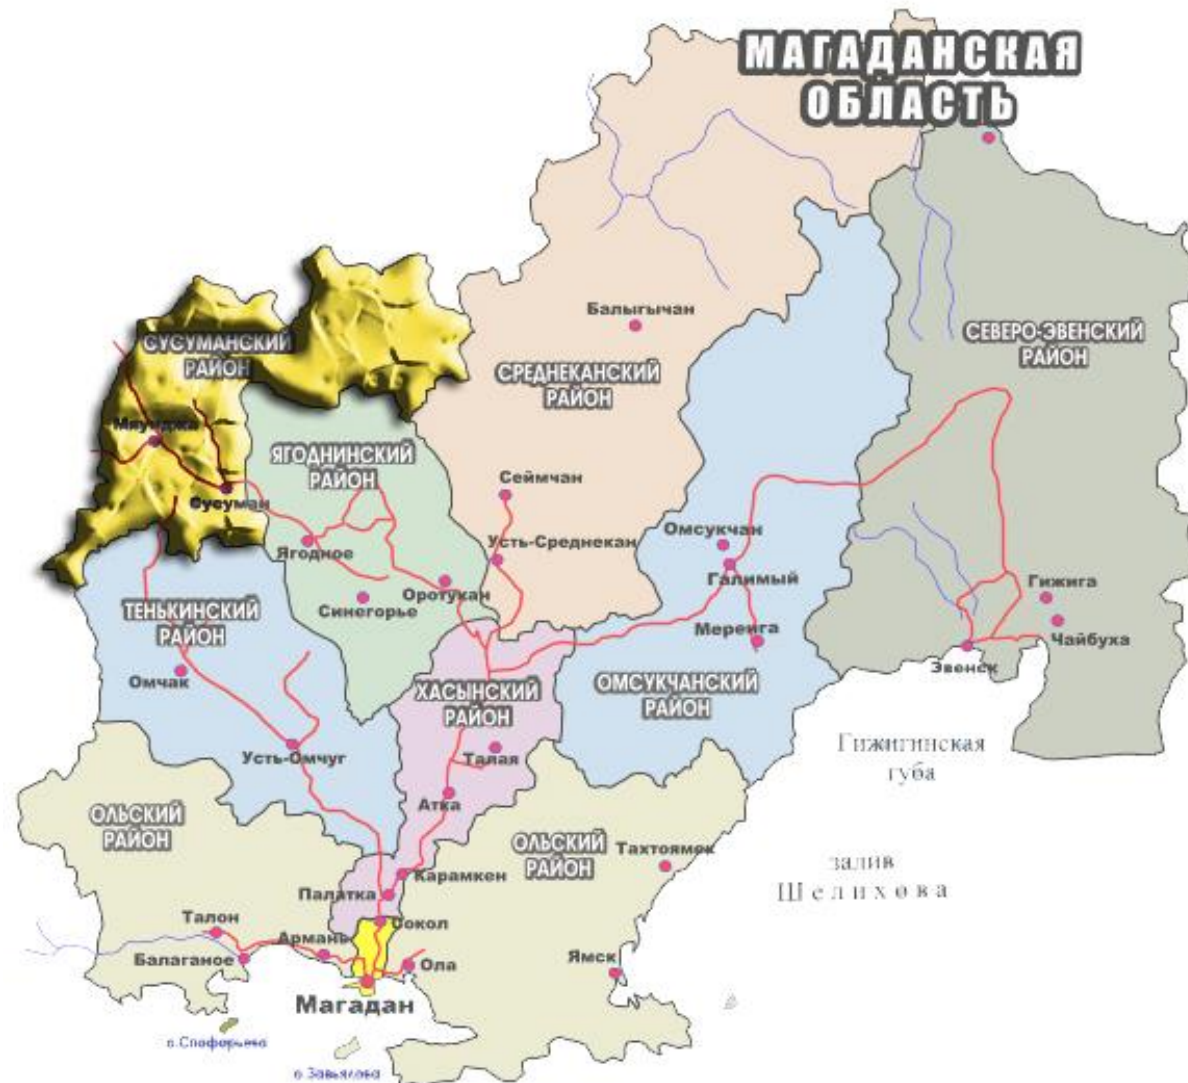 МАГАДАНСКАЯ
ОБЛАСТЬ
Балыгычан
СУСУМАНСКИЙ
РАЙОН
СЕВЕРО-ЭВЕНСКИЙ
РАЙОН
СРЕДНЕКАНСКИЙ
РАЙОН
Мяунджа
ЯГОДНИНСКИЙ
РАЙОН
Сеймчан
Сусуман
Омсукчан
Усть-Среднекан
Ягодное
Галимый
Гижига
Оротукан
Синегорье
ТЕНЬКИНСКИЙ
РАЙОН
Меренга
Чайбуха
Эвенск
Омчак
ХАСЫНСКИЙ
РАЙОН
ОМСУКЧАНСКИЙ
РАЙОН
Гижигинская
губа
Усть-Омчуг
Талая
Атка
ОЛЬСКИЙ
РАЙОН
ОЛЬСКИЙ
РАЙОН
Тахтоямск
залив
Шелихова
Карамкен
Палатка
Талон
Сокол
Армань
Балаганое
Ола
Ямск
Магадан
о.Спафарьева
о.Завьялова